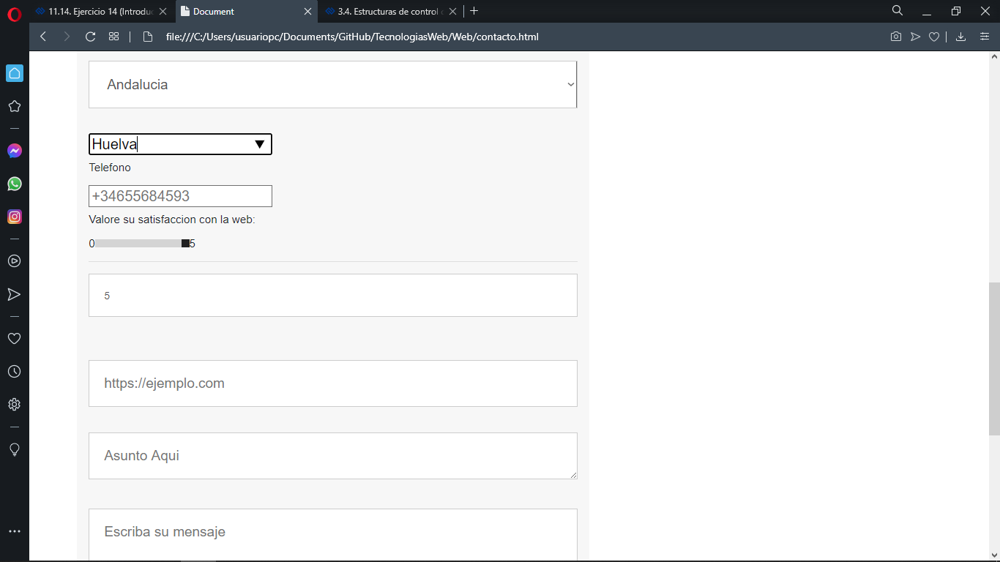 11.14. Ejercicio 14 (Introduc
Document
3.4. Estructuras de control
file:///C:/Users/usuariopc/Documents/GitHub/TecnologiasWeb/Web/contacto.html
Andalucia
Huelva
Telefono
+34655684593
Valore su satisfaccion con la web:
0 5
5
https://ejemplo.com
Asunto Aqui
Escriba su mensaje